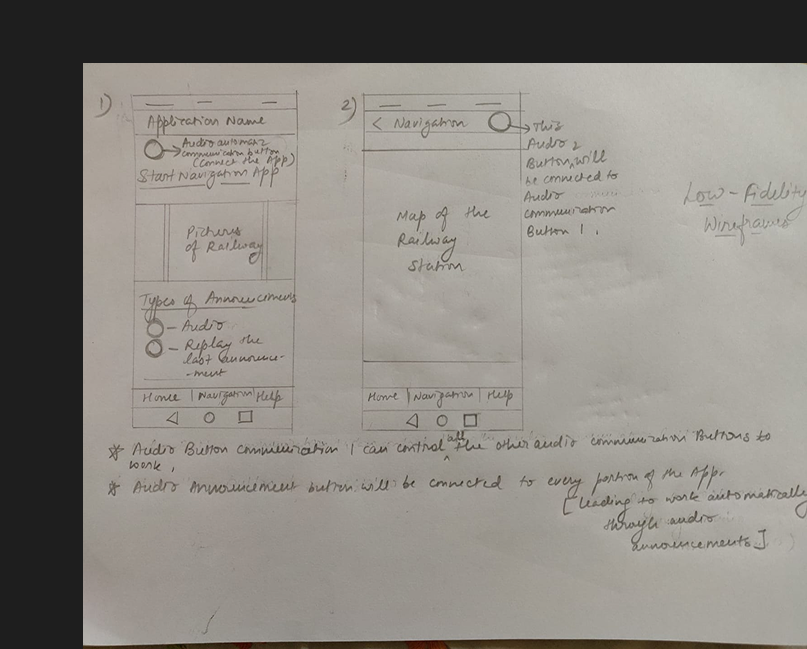 1)
Application Name
Audio automatic
communication button
(Connect the App)
Start Navigation App
Pictures
of Railway
Types of Announcements
- Audio
- Replay the
last announce-
-ment
Home | Navigation | Help
2)
< Navigation
This
Audio 2
Button, will
be connected to
Audio
communication
Button 1.
Map of the
Railway
Station
Home | Navigation | Help
Low-Fidelity
Wireframes
* Audio Button communication 1 can control all the other audio communication Buttons to
work,
* Audio Announcement button will be connected to every portion of the App.
[leading to work automatically
through audio
announcements]